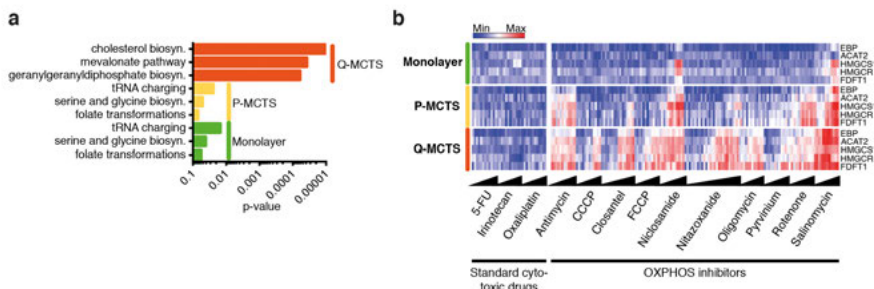 a
cholesterol biosyn.
mevalonate pathway
geranylgeranyldiphosphate biosyn.
tRNA charging
serine and glycine biosyn.
folate transformations
tRNA charging
serine and glycine biosyn.
folate transformations
Q-MCTS
P-MCTS
Monolayer
0.1
0.01
0.001
0.0001
0.00001
p-value
b
Min
Max
Monolayer
EBP
ACAT2
HMGCS
HMGCR
FDFT1
P-MCTS
EBP
ACAT2
HMGCS
HMGCR
FDFT1
Q-MCTS
EBP
ACAT2
HMGCS
HMGCR
FDFT1
5-FU
Irinotecan
Oxaliplatin
Antimycin
CCCP
Closantel
FCCP
Niclosamide
Nitazoxanide
Oligomycin
Pyrvinium
Rotenone
Salinomycin
Standard cyto-
toxic drugs
OXPHOS inhibitors